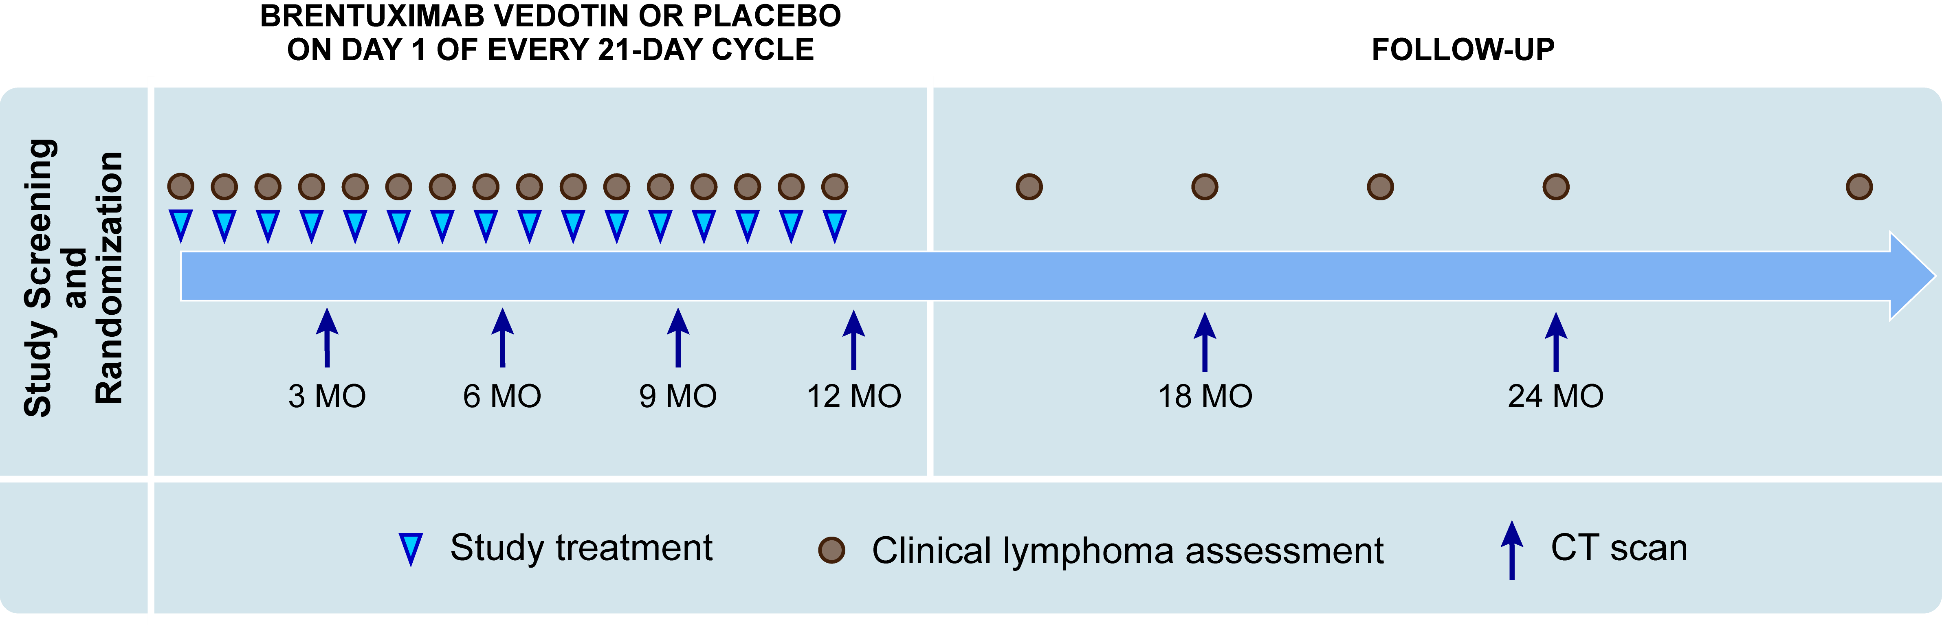 BRENTUXIMAB VEDOTIN OR PLACEBO
ON DAY 1 OF EVERY 21-DAY CYCLE
FOLLOW-UP
Study Screening
and
Randomization
3 MO
6 MO
9 MO
12 MO
18 MO
24 MO
Study treatment
Clinical lymphoma assessment
CT scan